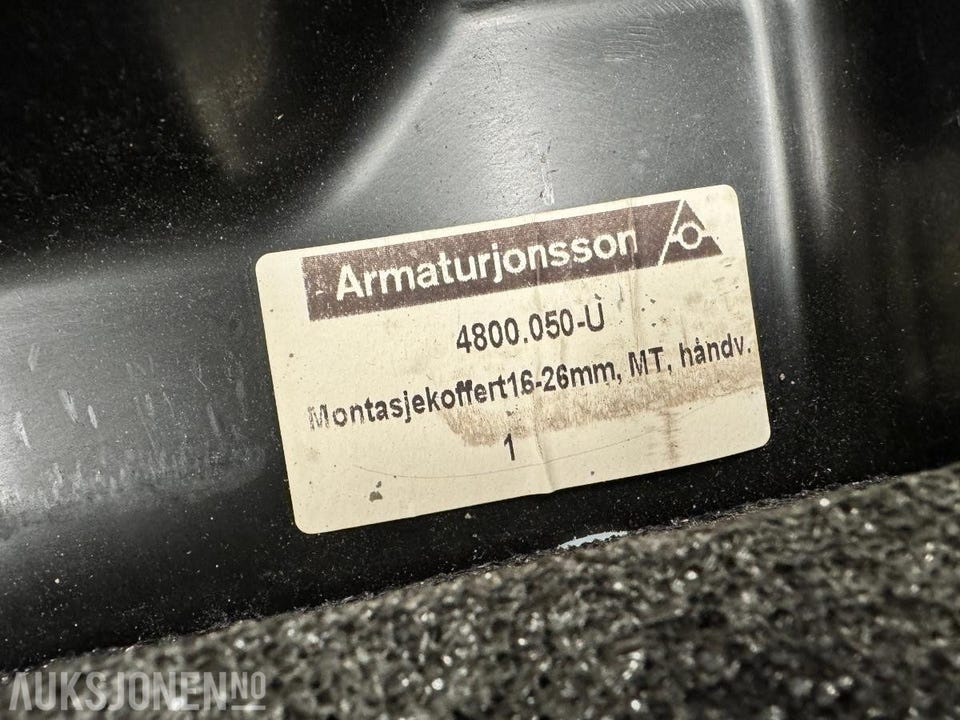 Armaturjonsson
4800.050-U
Montasjekoffert16-26mm, MT, håndv.
1
AUKSJONEN.NO